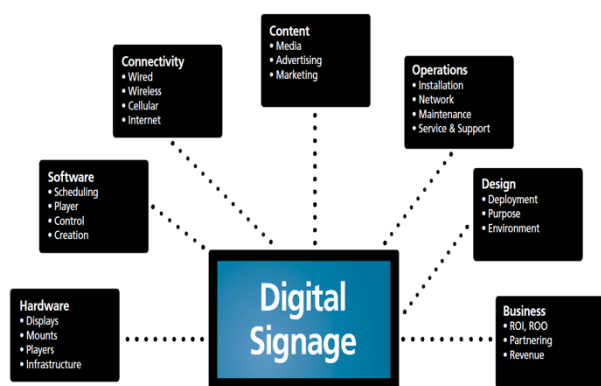 Content
• Media
• Advertising
• Marketing
Connectivity
• Wired
• Wireless
• Cellular
• Internet
Operations
• Installation
• Network
• Maintenance
• Service & Support
Software
• Scheduling
• Player
• Control
• Creation
Design
• Deployment
• Purpose
• Environment
Hardware
• Displays
• Mounts
• Players
• Infrastructure
Digital
Signage
Business
• ROI, ROO
• Partnering
• Revenue